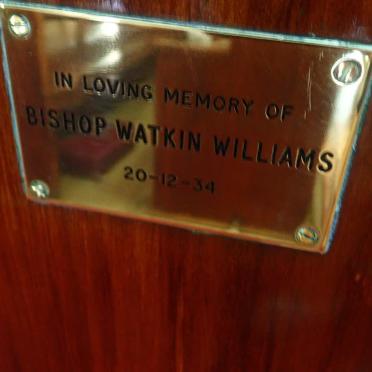 IN LOVING MEMORY OF
BISHOP WATKIN WILLIAMS
20-12-34